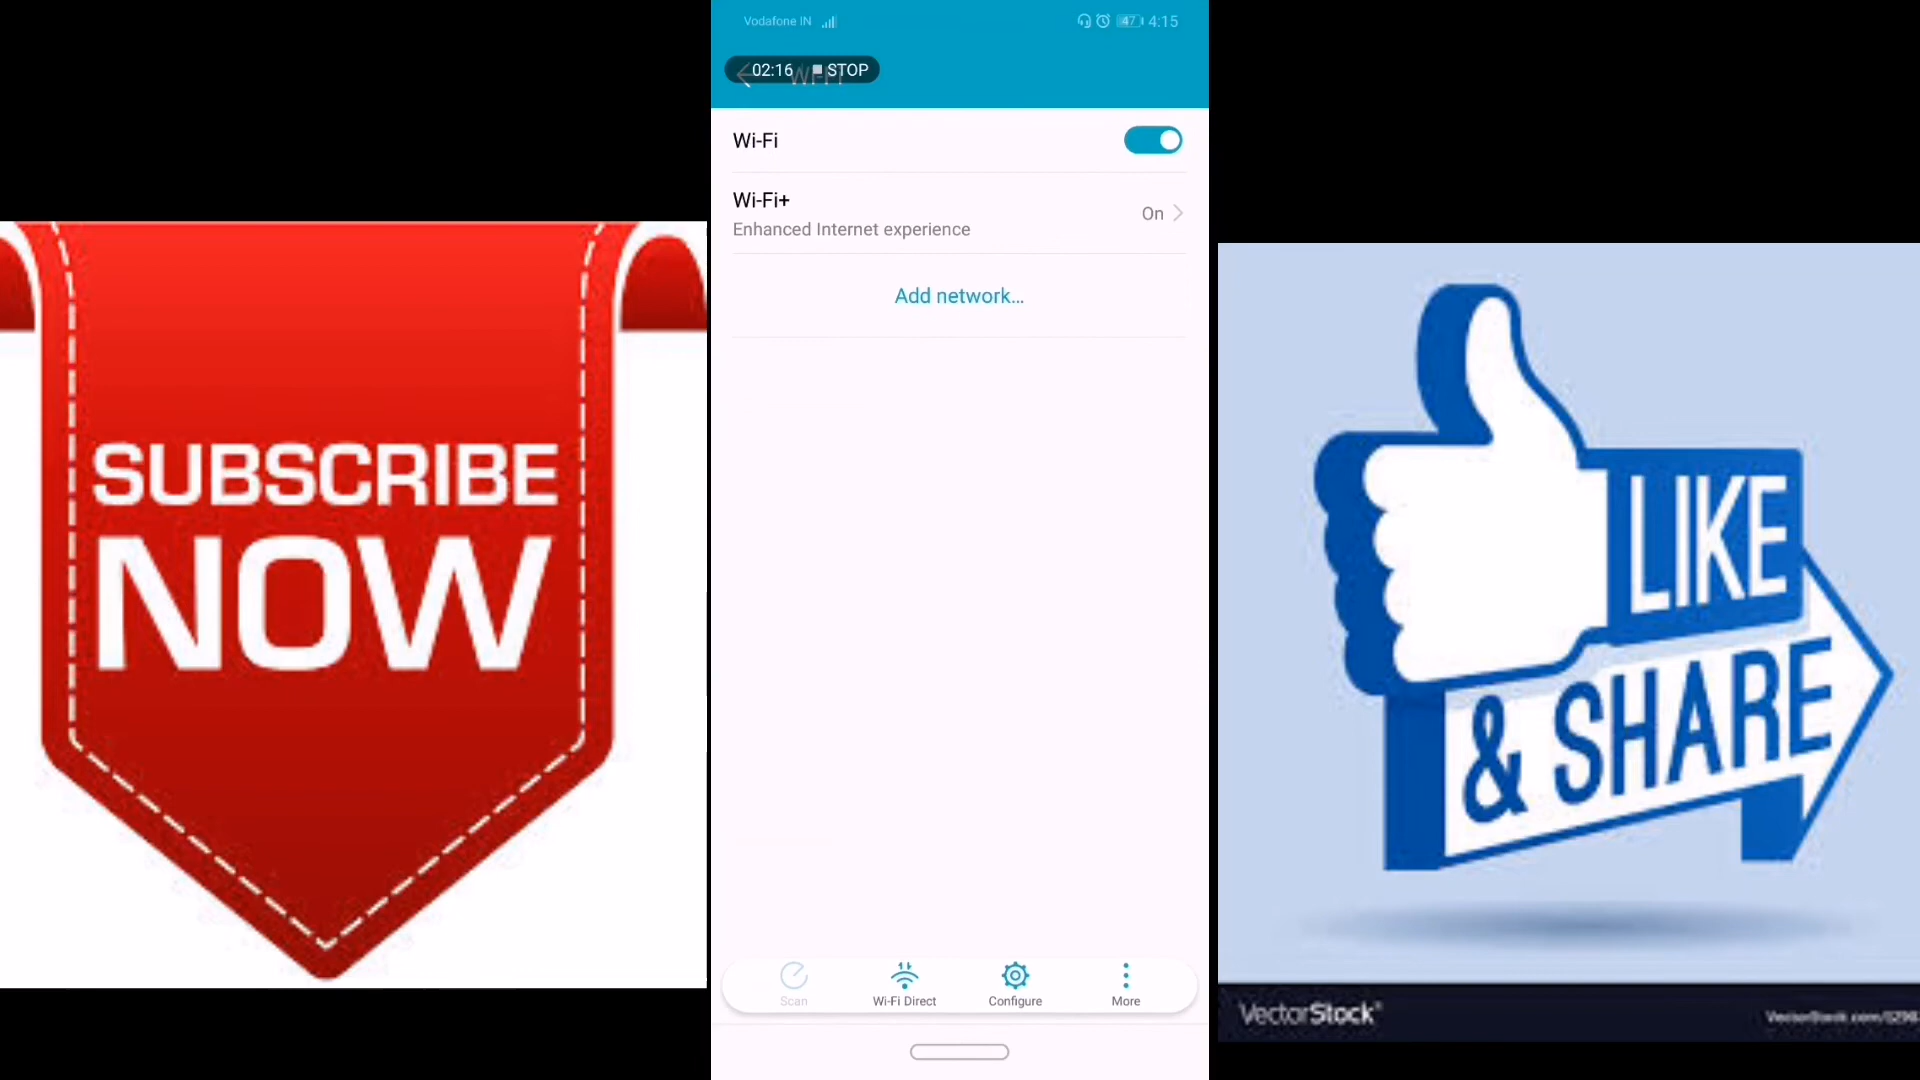 Vodafone IN
47 4:15
02:16 STOP
Wi-Fi
Wi-Fi+
On
Enhanced Internet experience
Add network...
Scan
Wi-Fi Direct
Configure
More
SUBSCRIBE
NOW
LIKE
& SHARE
VectorStock®